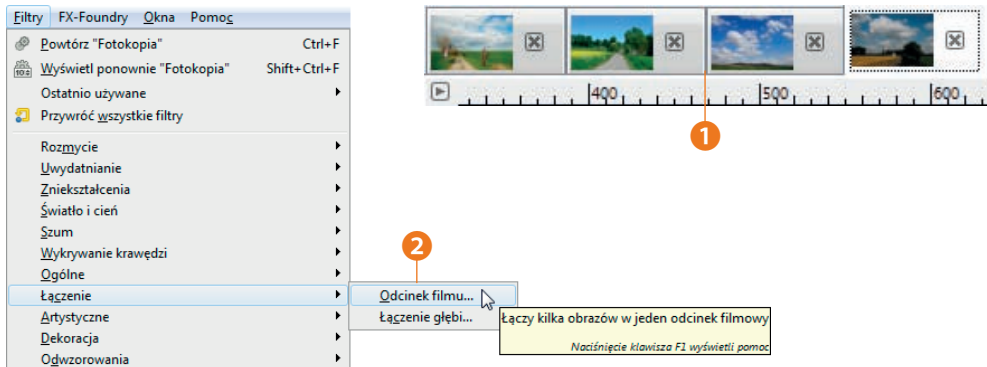 Filtry FX-Foundry Okna Pomoc
Powtórz "Fotokopia" Ctrl+F
Wyświetl ponownie "Fotokopia" Shift+Ctrl+F
Ostatnio używane
Przywróć wszystkie filtry
Rozmycie
Uwydatnianie
Zniekształcenia
Światło i cień
Szum
Wykrywanie krawędzi
Ogólne
Łączenie
Artystyczne
Dekoracja
Odwzorowania
2
Odcinek filmu...
Łączenie głębi...
Łączy kilka obrazów w jeden odcinek filmowy
Naciśnięcie klawisza F1 wyświetli pomoc
400 500 600
1